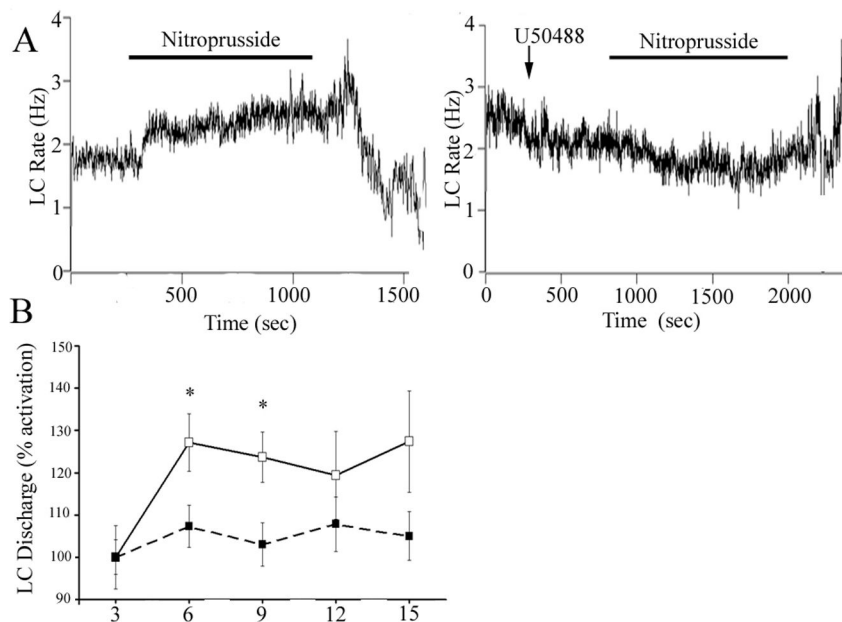 A
Nitroprusside
LC Rate (Hz)
4
3
2
1
0
500
1000
1500
Time (sec)
U50488
Nitroprusside
LC Rate (Hz)
4
3
2
1
0
0
500
1000
1500
2000
Time (sec)
B
LC Discharge (% activation)
150
140
130
120
110
100
90
* *
3 6 9 12 15